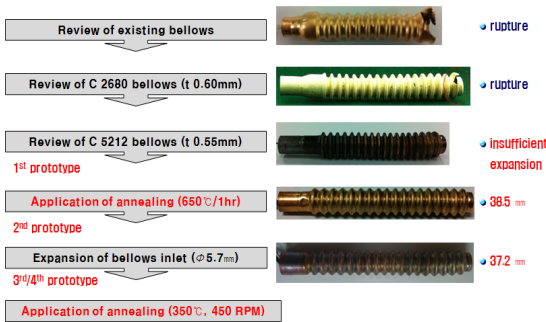 Review of existing bellows
rupture
Review of C 2680 bellows (t 0.60mm)
rupture
Review of C 5212 bellows (t 0.55mm)
insufficient
expansion
1st prototype
Application of annealing (650℃/1hr)
38.5 mm
2nd prototype
Expansion of bellows inlet (Φ5.7mm)
37.2 mm
3rd/4th prototype
Application of annealing (350℃, 450 RPM)